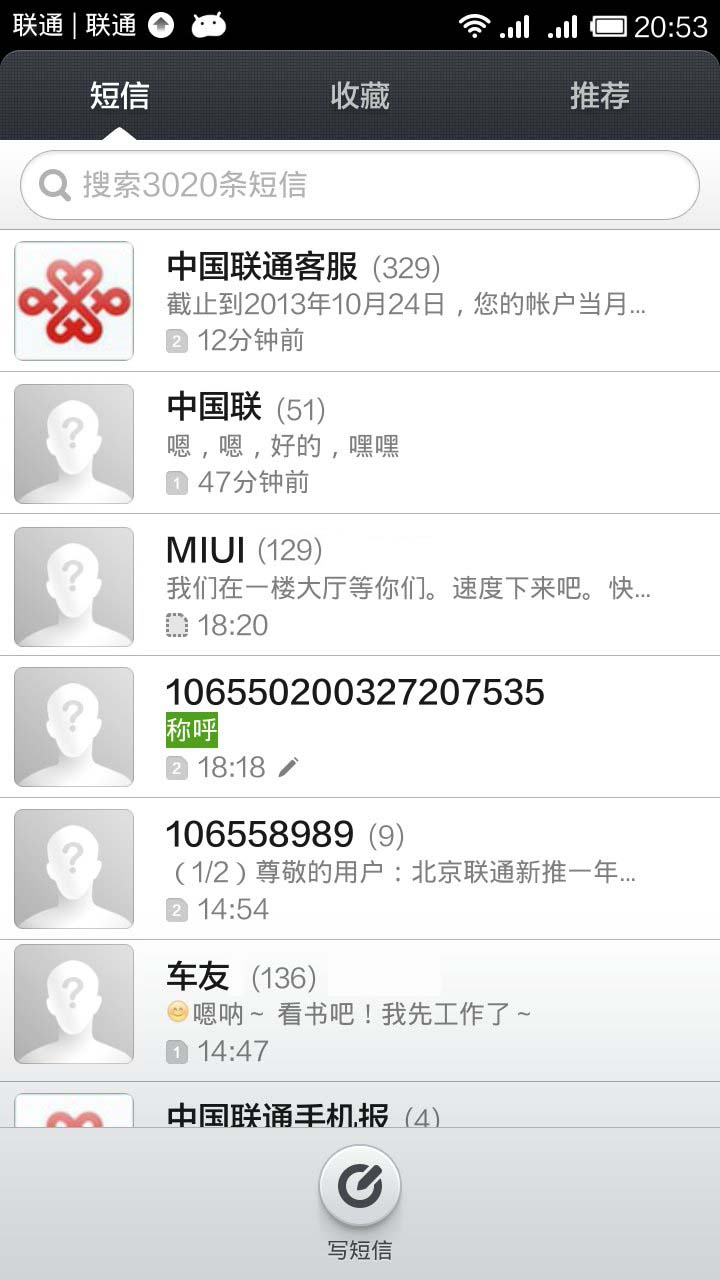 联通 | 联通 20:53
短信 收藏 推荐
搜索3020条短信
中国联通客服 (329)
截止到2013年10月24日，您的帐户当月...
2 12分钟前
中国联 (51)
嗯，嗯，好的，嘿嘿
1 47分钟前
MIUI (129)
我们在一楼大厅等你们。速度下来吧。快...
18:20
106550200327207535
称呼
2 18:18
106558989 (9)
（1/2）尊敬的用户：北京联通新推一年...
2 14:54
车友 (136)
😊嗯呐～ 看书吧！我先工作了～
1 14:47
中国联通手机报 (4)
写短信